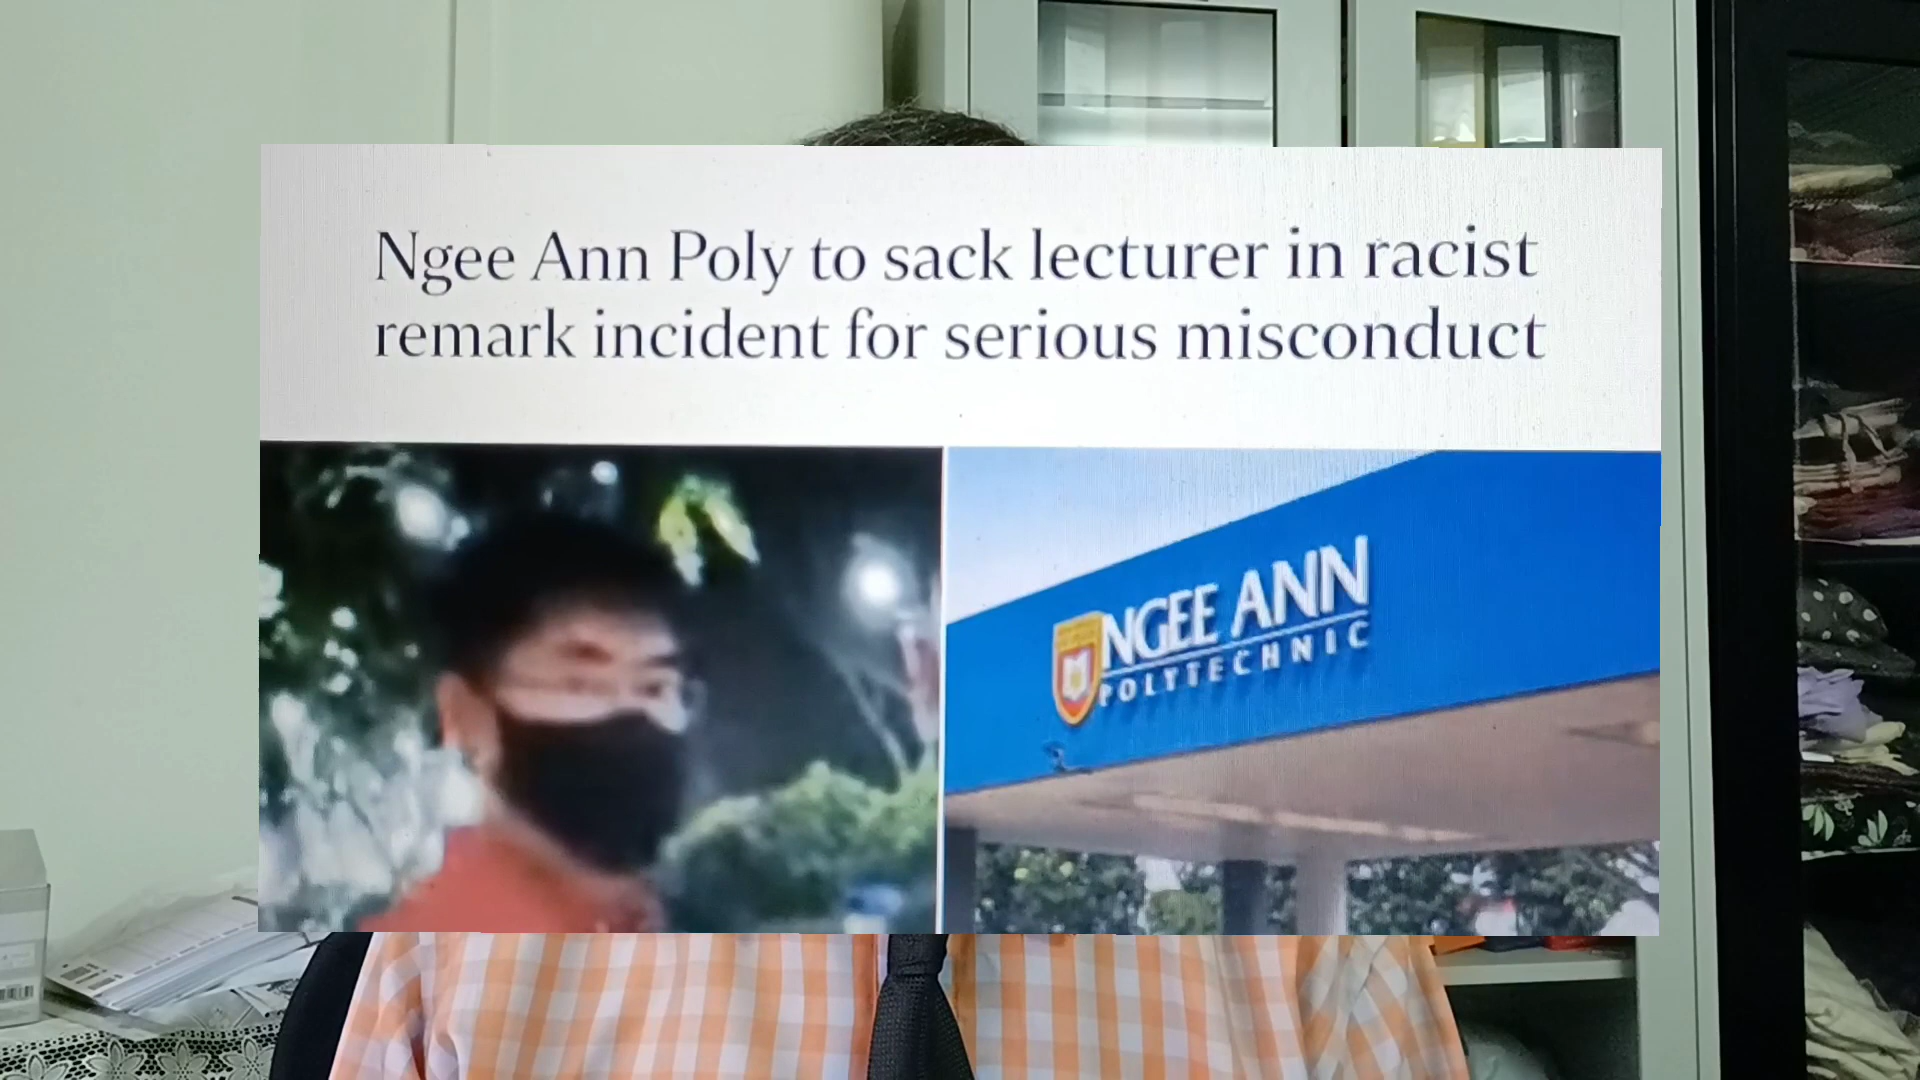 Ngee Ann Poly to sack lecturer in racist
remark incident for serious misconduct
NGEE ANN
POLYTECHNIC